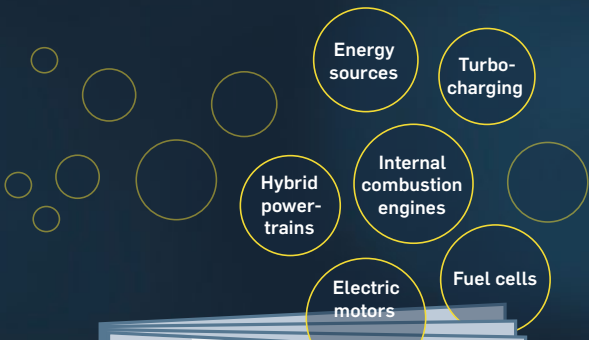 Energy
sources
Turbo-
charging
Internal
combustion
engines
Hybrid
power-
trains
Fuel cells
Electric
motors